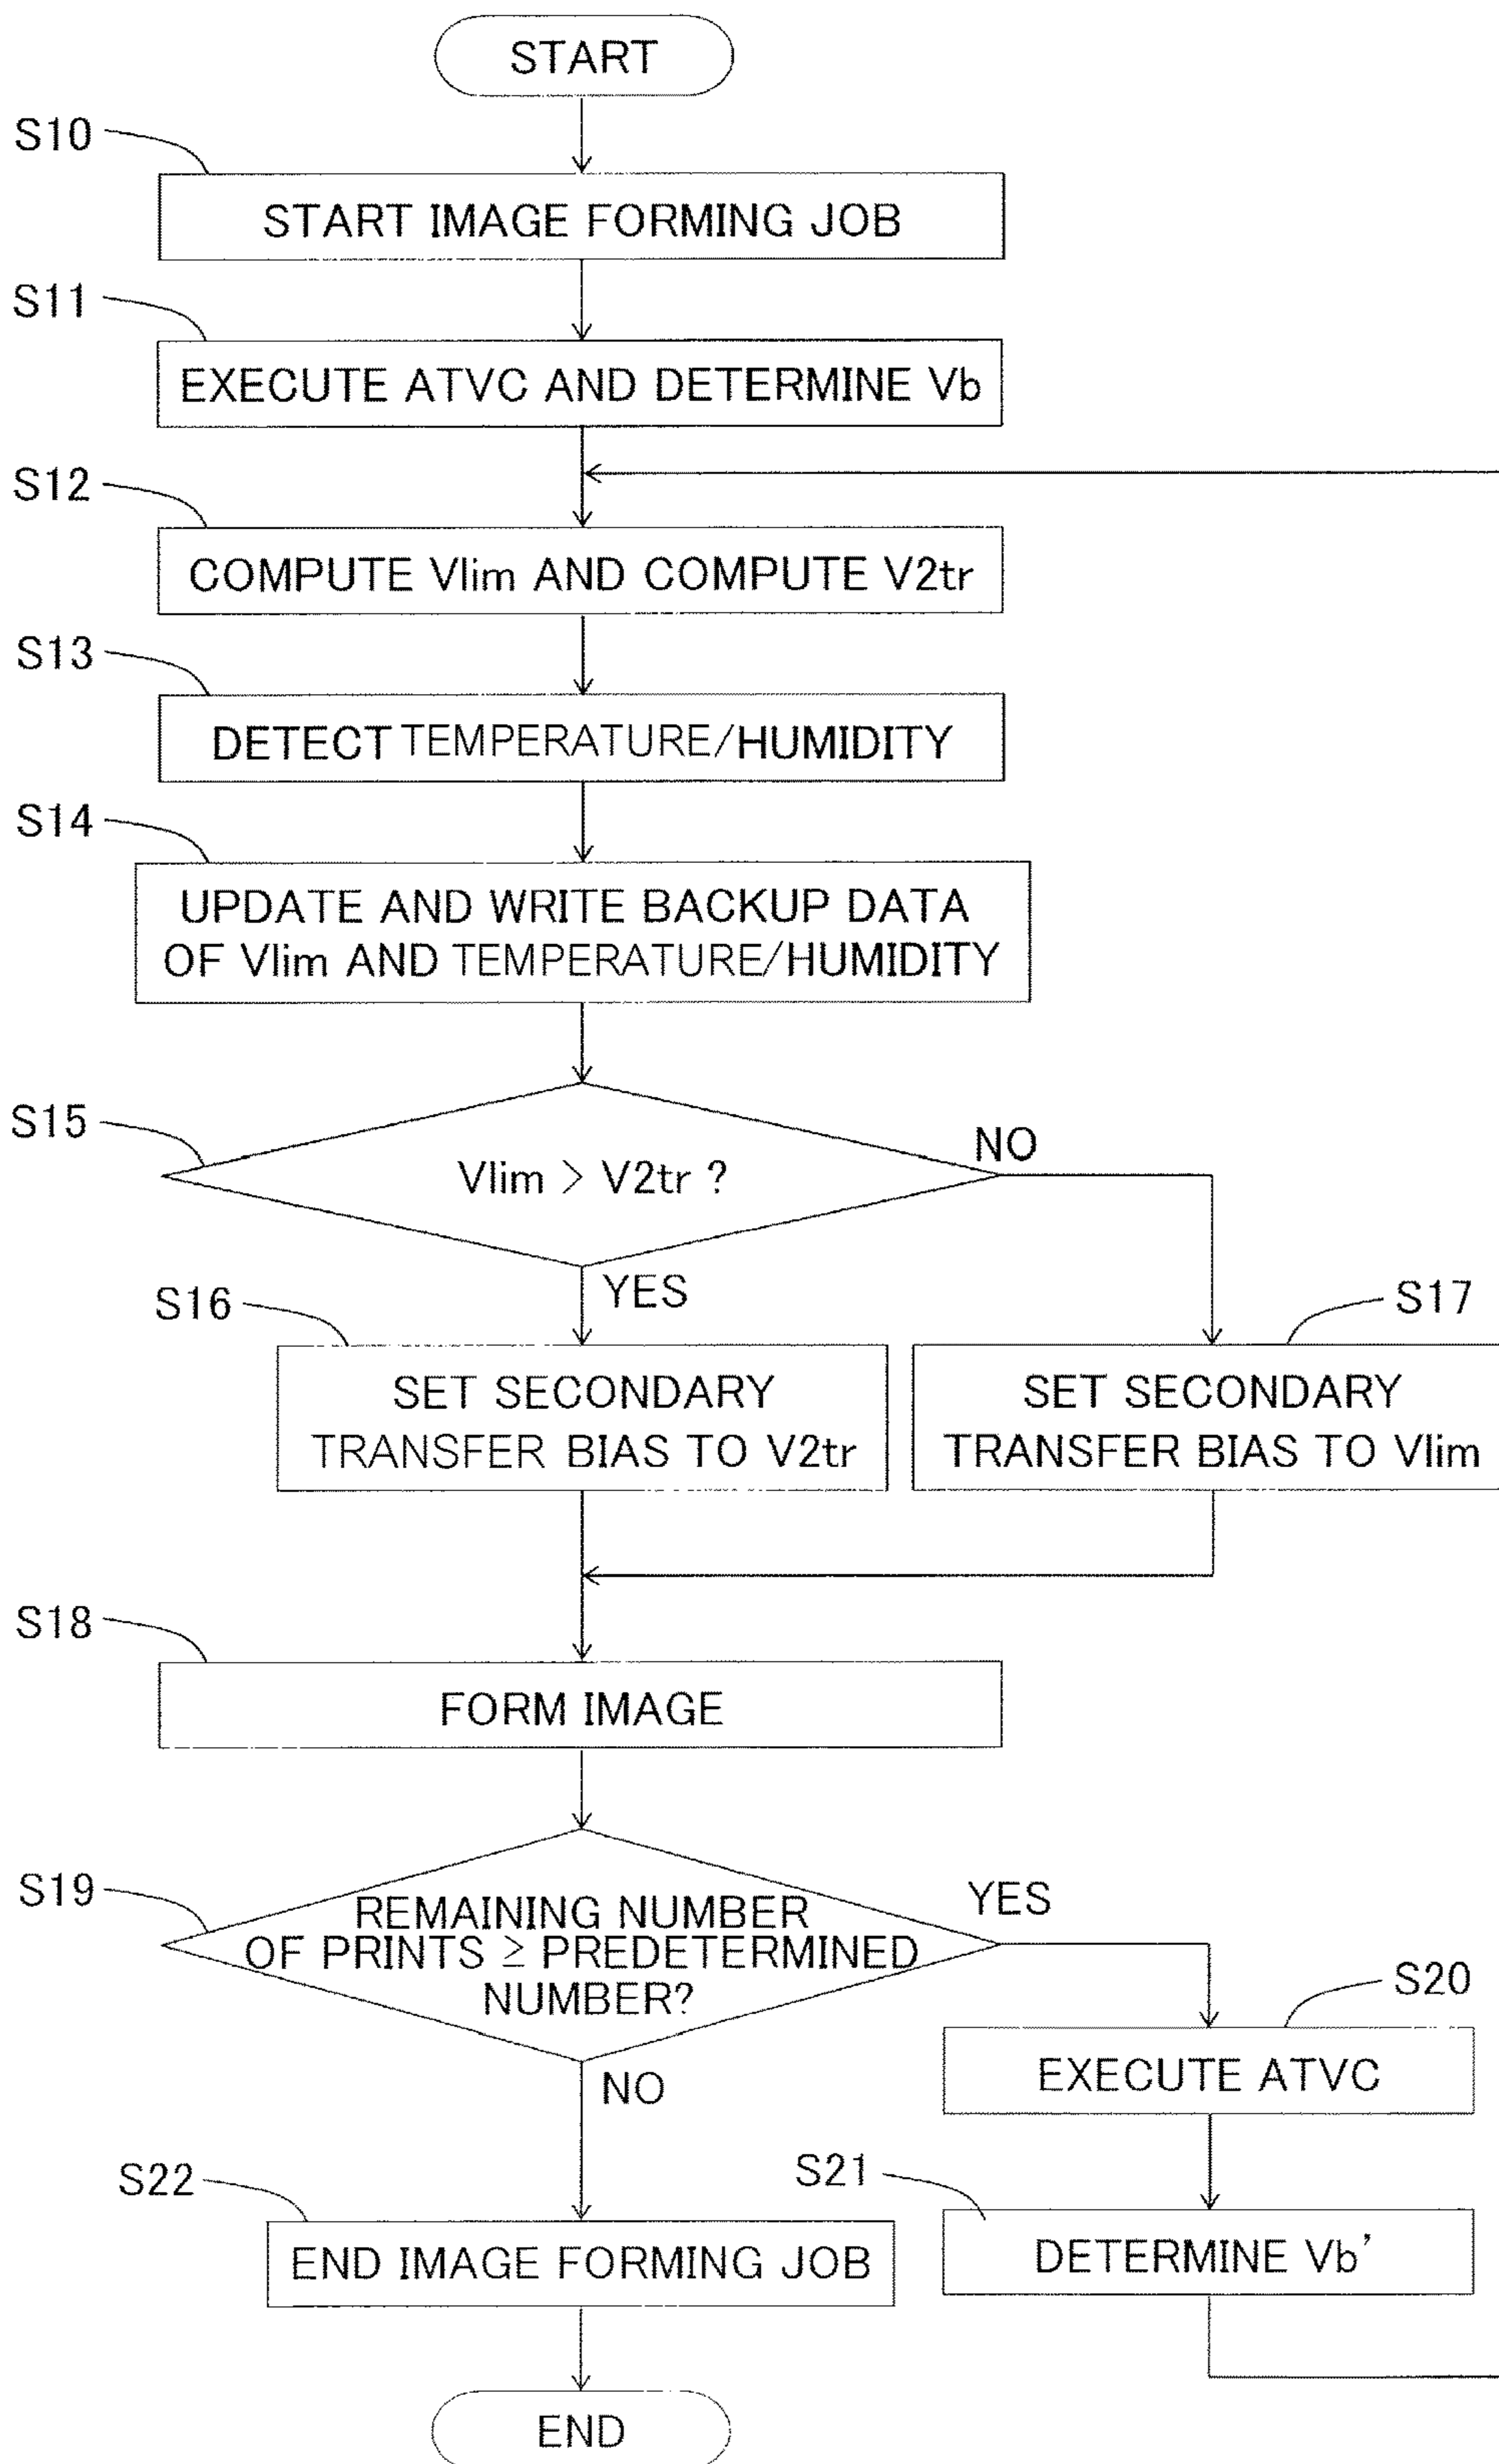 START
S10
START IMAGE FORMING JOB
S11
EXECUTE ATVC AND DETERMINE Vb
S12
COMPUTE Vlim AND COMPUTE V2tr
S13
DETECT TEMPERATURE/HUMIDITY
S14
UPDATE AND WRITE BACKUP DATA
OF Vlim AND TEMPERATURE/HUMIDITY
S15
Vlim > V2tr ?
NO
YES
S16
SET SECONDARY
TRANSFER BIAS TO V2tr
S17
SET SECONDARY
TRANSFER BIAS TO Vlim
S18
FORM IMAGE
S19
REMAINING NUMBER
OF PRINTS ≥ PREDETERMINED
NUMBER?
YES
NO
S20
EXECUTE ATVC
S21
DETERMINE Vb’
S22
END IMAGE FORMING JOB
END